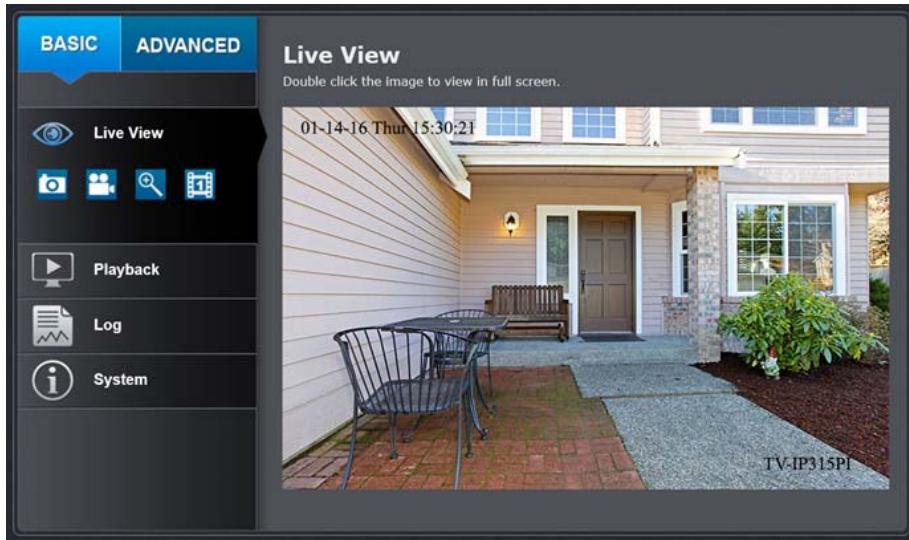 BASIC
ADVANCED
Live View
Double click the image to view in full screen.
Live View
1
Playback
Log
System
01-14-16 Thur 15:30:21
TV-IP315PI